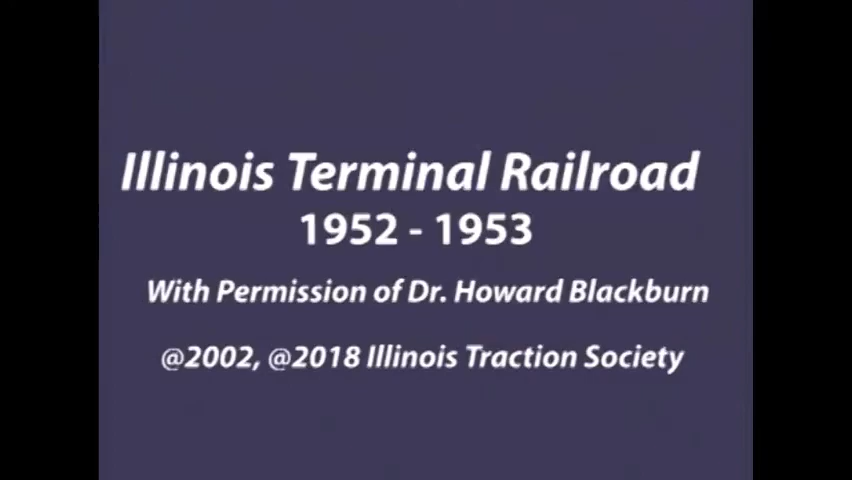 Illinois Terminal Railroad
1952 - 1953
With Permission of Dr. Howard Blackburn
@2002, @2018 Illinois Traction Society